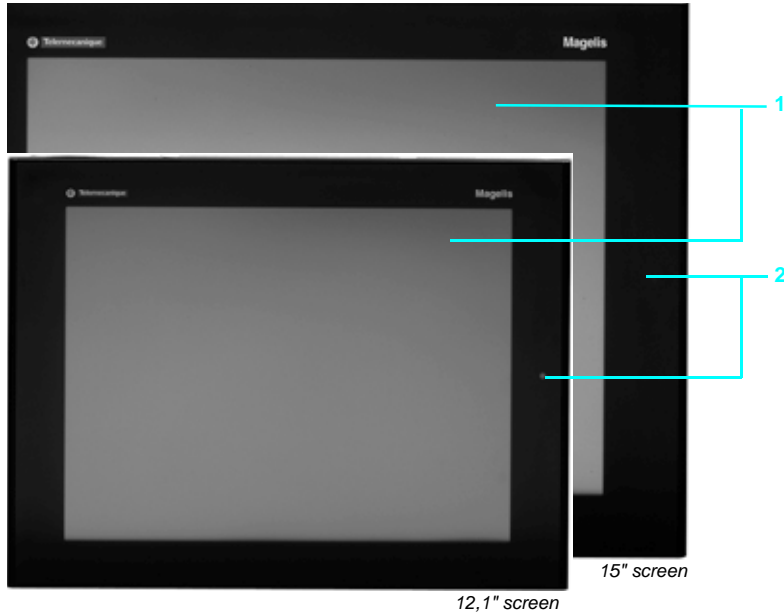 Telemecanique
Magelis
1
Telemecanique
Magelis
2
15" screen
12,1" screen